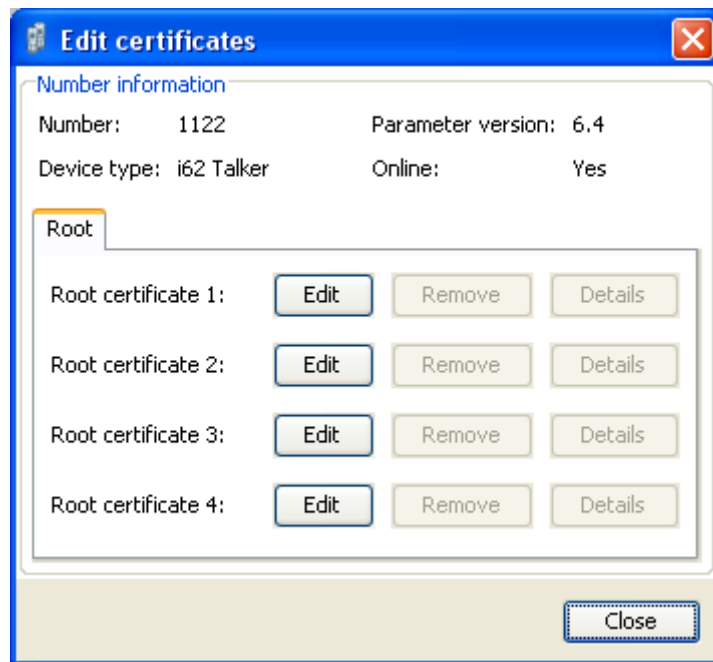 Edit certificates
Number information
Number: 1122 Parameter version: 6.4
Device type: i62 Talker Online: Yes
Root
Root certificate 1: Edit Remove Details
Root certificate 2: Edit Remove Details
Root certificate 3: Edit Remove Details
Root certificate 4: Edit Remove Details
Close